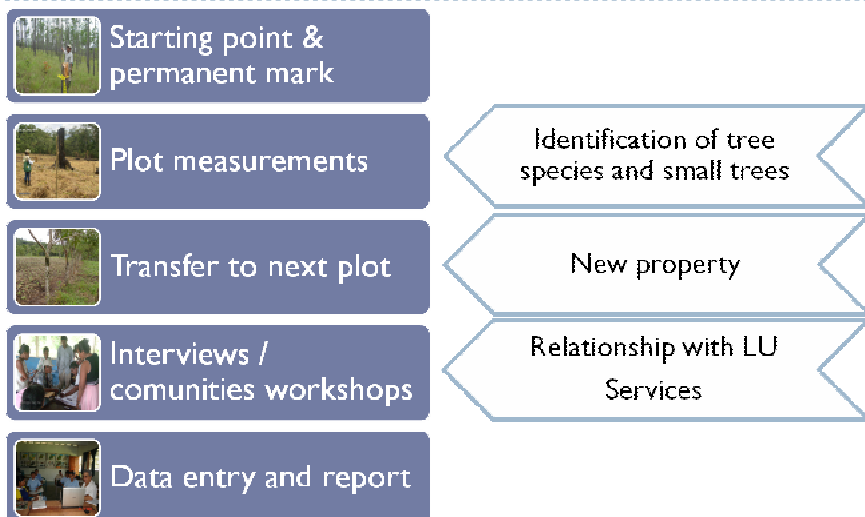 Starting point &
permanent mark
Plot measurements
Identification of tree
species and small trees
Transfer to next plot
New property
Interviews /
comunities workshops
Relationship with LU
Services
Data entry and report